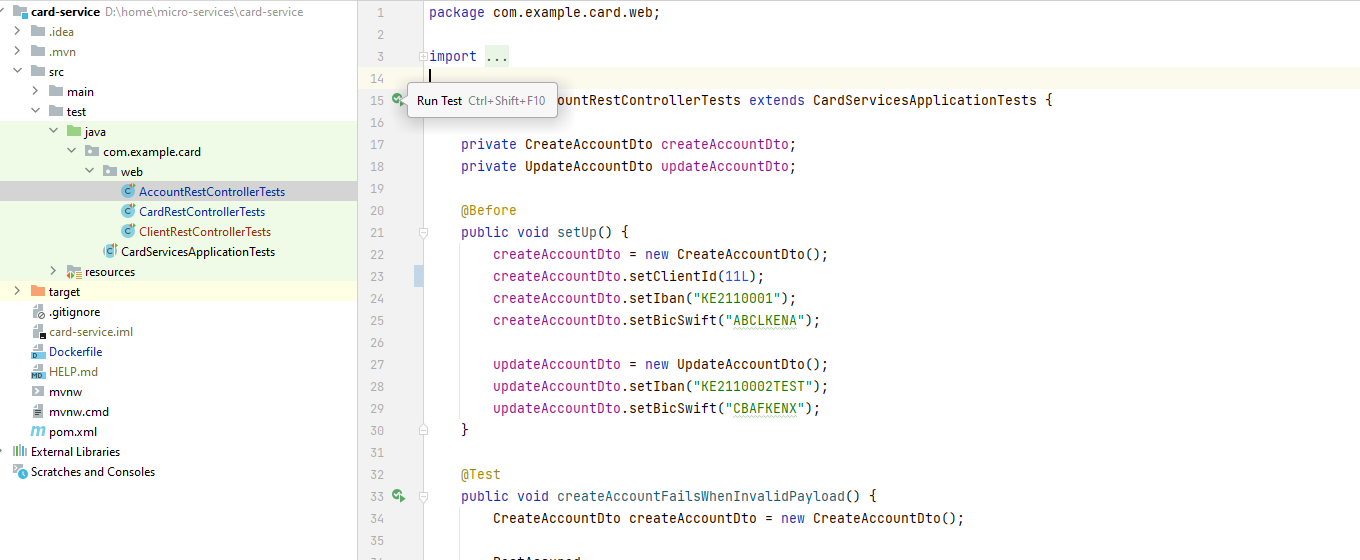 card-service D:\home\micro-services\card-service
.idea
.mvn
src
main
test
java
com.example.card
web
AccountRestControllerTests
CardRestControllerTests
ClientRestControllerTests
CardServicesApplicationTests
resources
target
.gitignore
card-service.iml
Dockerfile
HELP.md
mvnw
mvnw.cmd
pom.xml
External Libraries
Scratches and Consoles
1 package com.example.card.web;
2
3 import ...
14
Run Test Ctrl+Shift+F10
15 ountRestControllerTests extends CardServicesApplicationTests {
16
17 private CreateAccountDto createAccountDto;
18 private UpdateAccountDto updateAccountDto;
19
20 @Before
21 public void setUp() {
22 createAccountDto = new CreateAccountDto();
23 createAccountDto.setClientId(11L);
24 createAccountDto.setIban("KE2110001");
25 createAccountDto.setBicSwift("ABCLKENA");
26
27 updateAccountDto = new UpdateAccountDto();
28 updateAccountDto.setIban("KE2110002TEST");
29 updateAccountDto.setBicSwift("CBAFKENX");
30 }
31
32 @Test
33 public void createAccountFailsWhenInvalidPayload() {
34 CreateAccountDto createAccountDto = new CreateAccountDto();
35